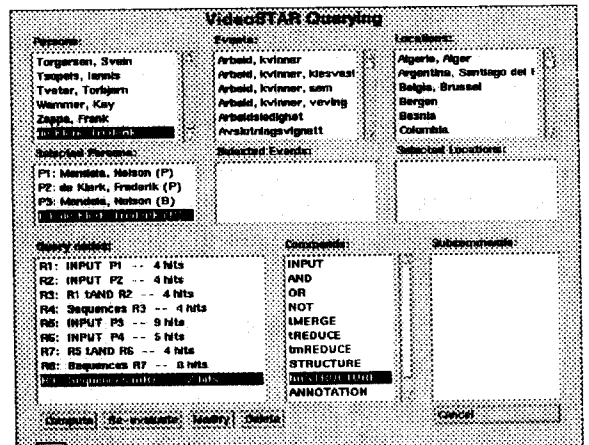 VideoSTAR Querying
Persons:
Events:
Locations:
Torgersen, Svein
Tsopels, Iannis
Tveter, Torbjørn
Wammer, Kay
Zappa, Frank
Arbeid, kvinner
Arbeid, kvinner, klesvask
Arbeid, kvinner, søm
Arbeid, kvinner, veving
Arbeidsledighet
Avslutningsvignett
Algerie, Alger
Argentina, Santiago del
Belgia, Brussel
Bergen
Bosnia
Columbia
Selected Persons:
Selected Events:
Selected Locations:
P1: Mandela, Nelson (P)
P2: de Klerk, Frederik (P)
P3: Mandela, Nelson (B)
Query nodes:
Commands:
Subcommands:
R1: INPUT P1 -- 4 hits
R2: INPUT P2 -- 4 hits
R3: R1 tAND R2 -- 4 hits
R4: Sequences R3 -- 4 hits
R5: INPUT P3 -- 9 hits
R6: INPUT P4 -- 5 hits
R7: R5 tAND R6 -- 4 hits
R8: Sequences R7 -- 8 hits
INPUT
AND
OR
NOT
tMERGE
tREDUCE
tmREDUCE
STRUCTURE
ANNOTATION
Compute
Re-evaluate
Modify
Delete
Cancel